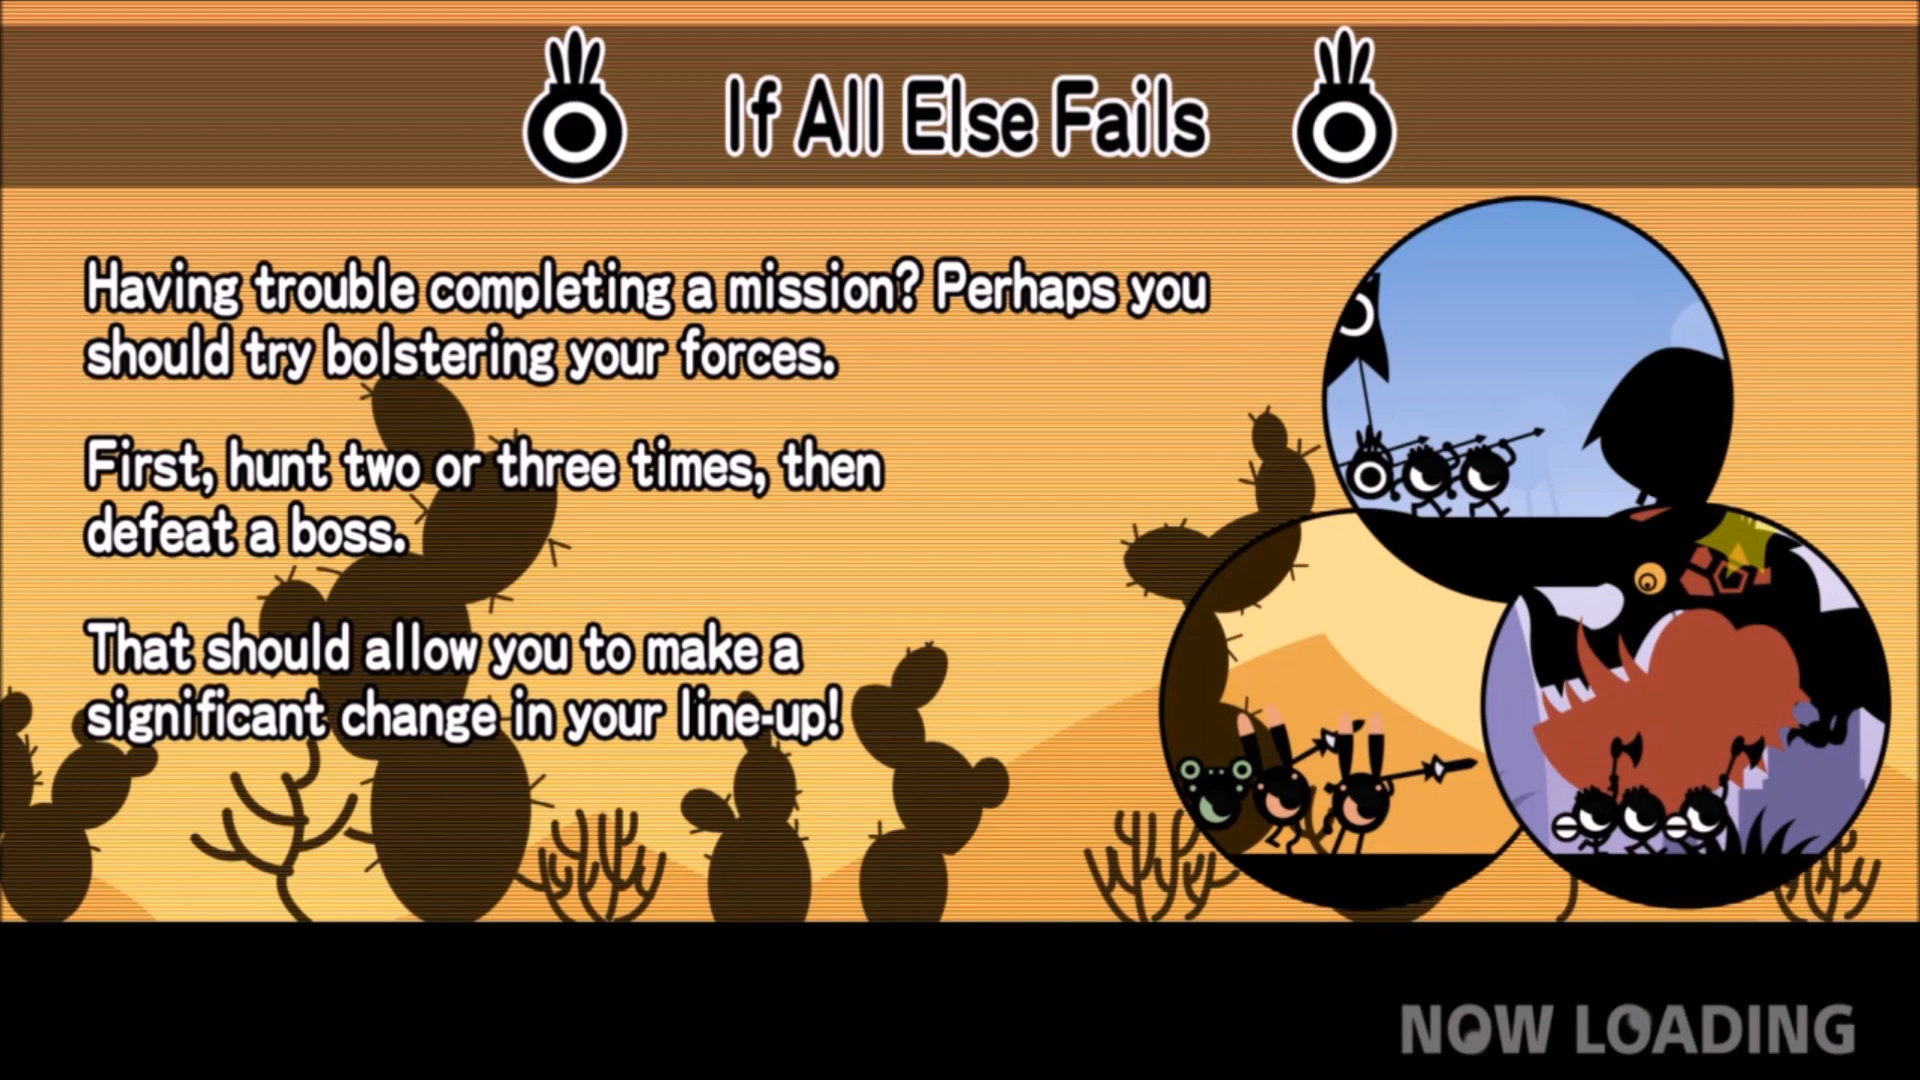 If All Else Fails
Having trouble completing a mission? Perhaps you
should try bolstering your forces.
First, hunt two or three times, then
defeat a boss.
That should allow you to make a
significant change in your line-up!
NOW LOADING